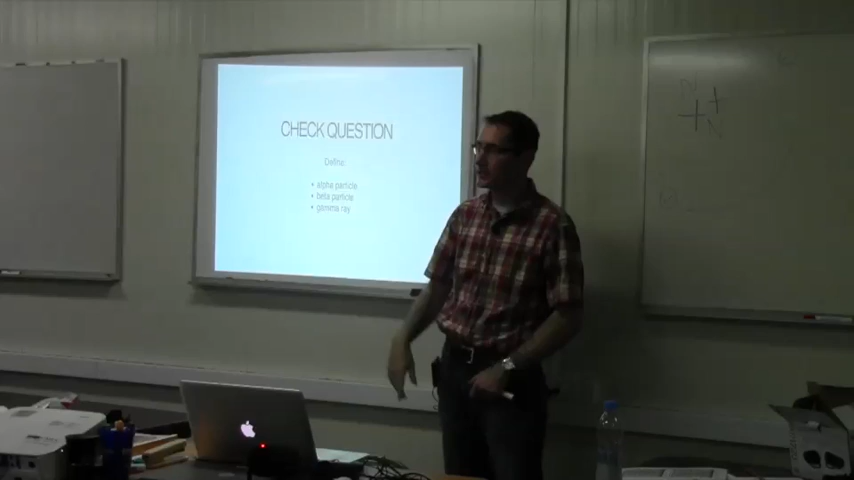 CHECK QUESTION
Define:
• alpha particle
• beta particle
• gamma ray